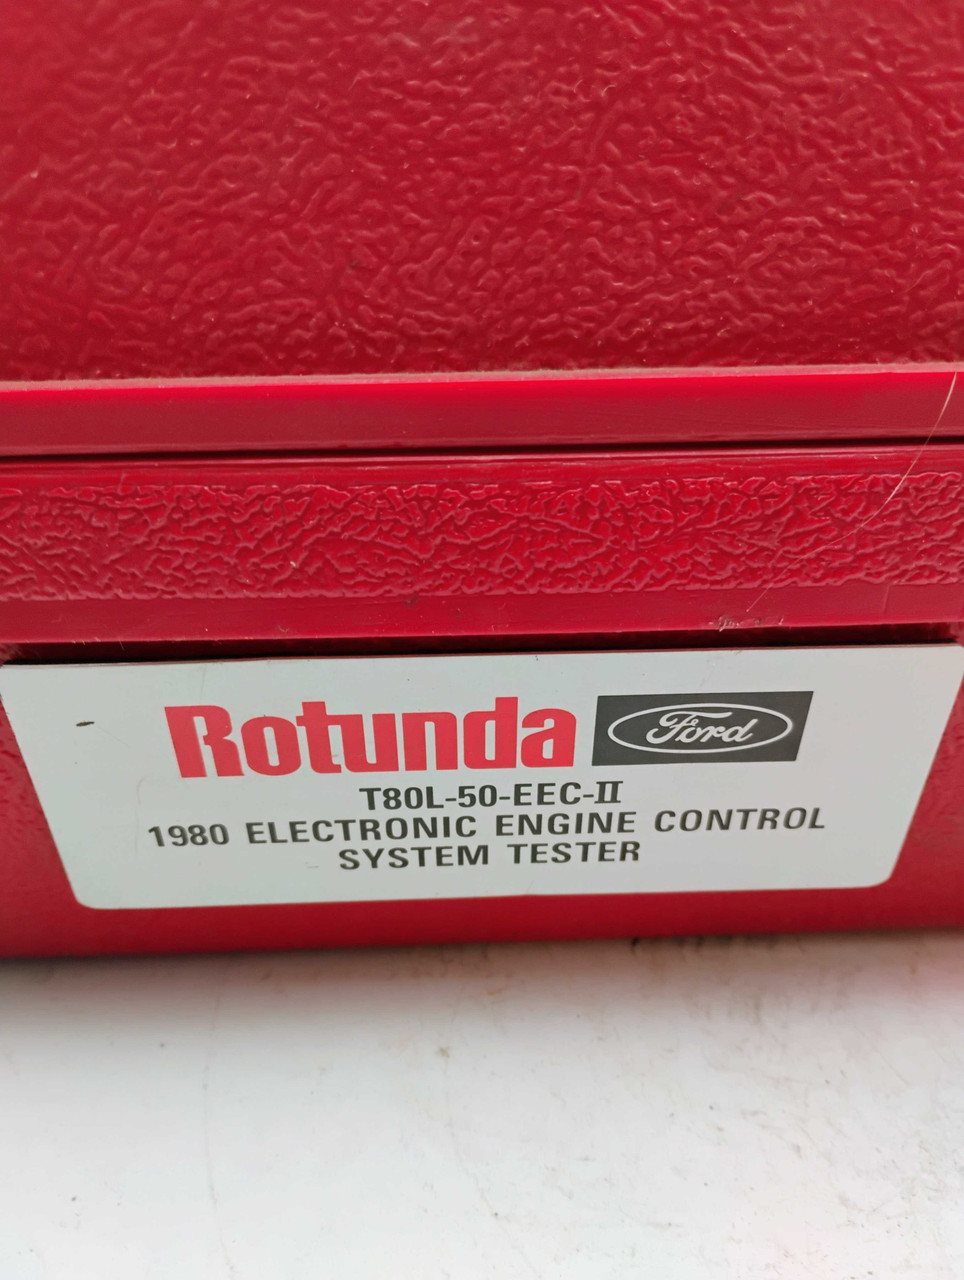 Rotunda Ford
T80L-50-EEC-II
1980 ELECTRONIC ENGINE CONTROL
SYSTEM TESTER